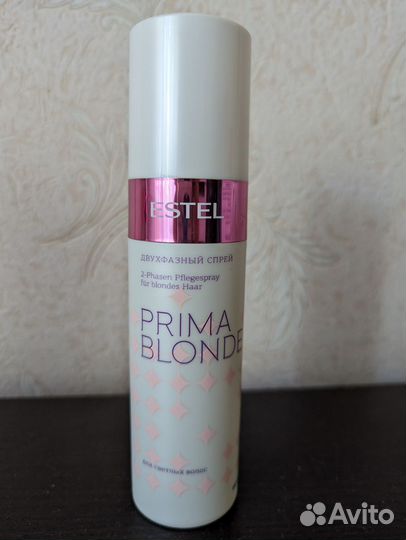 ESTEL
ДВУХФАЗНЫЙ СПРЕЙ
2-Phasen Pflegespray
für blondes Haar
PRIMA
BLONDE
для светлых волос
Avito